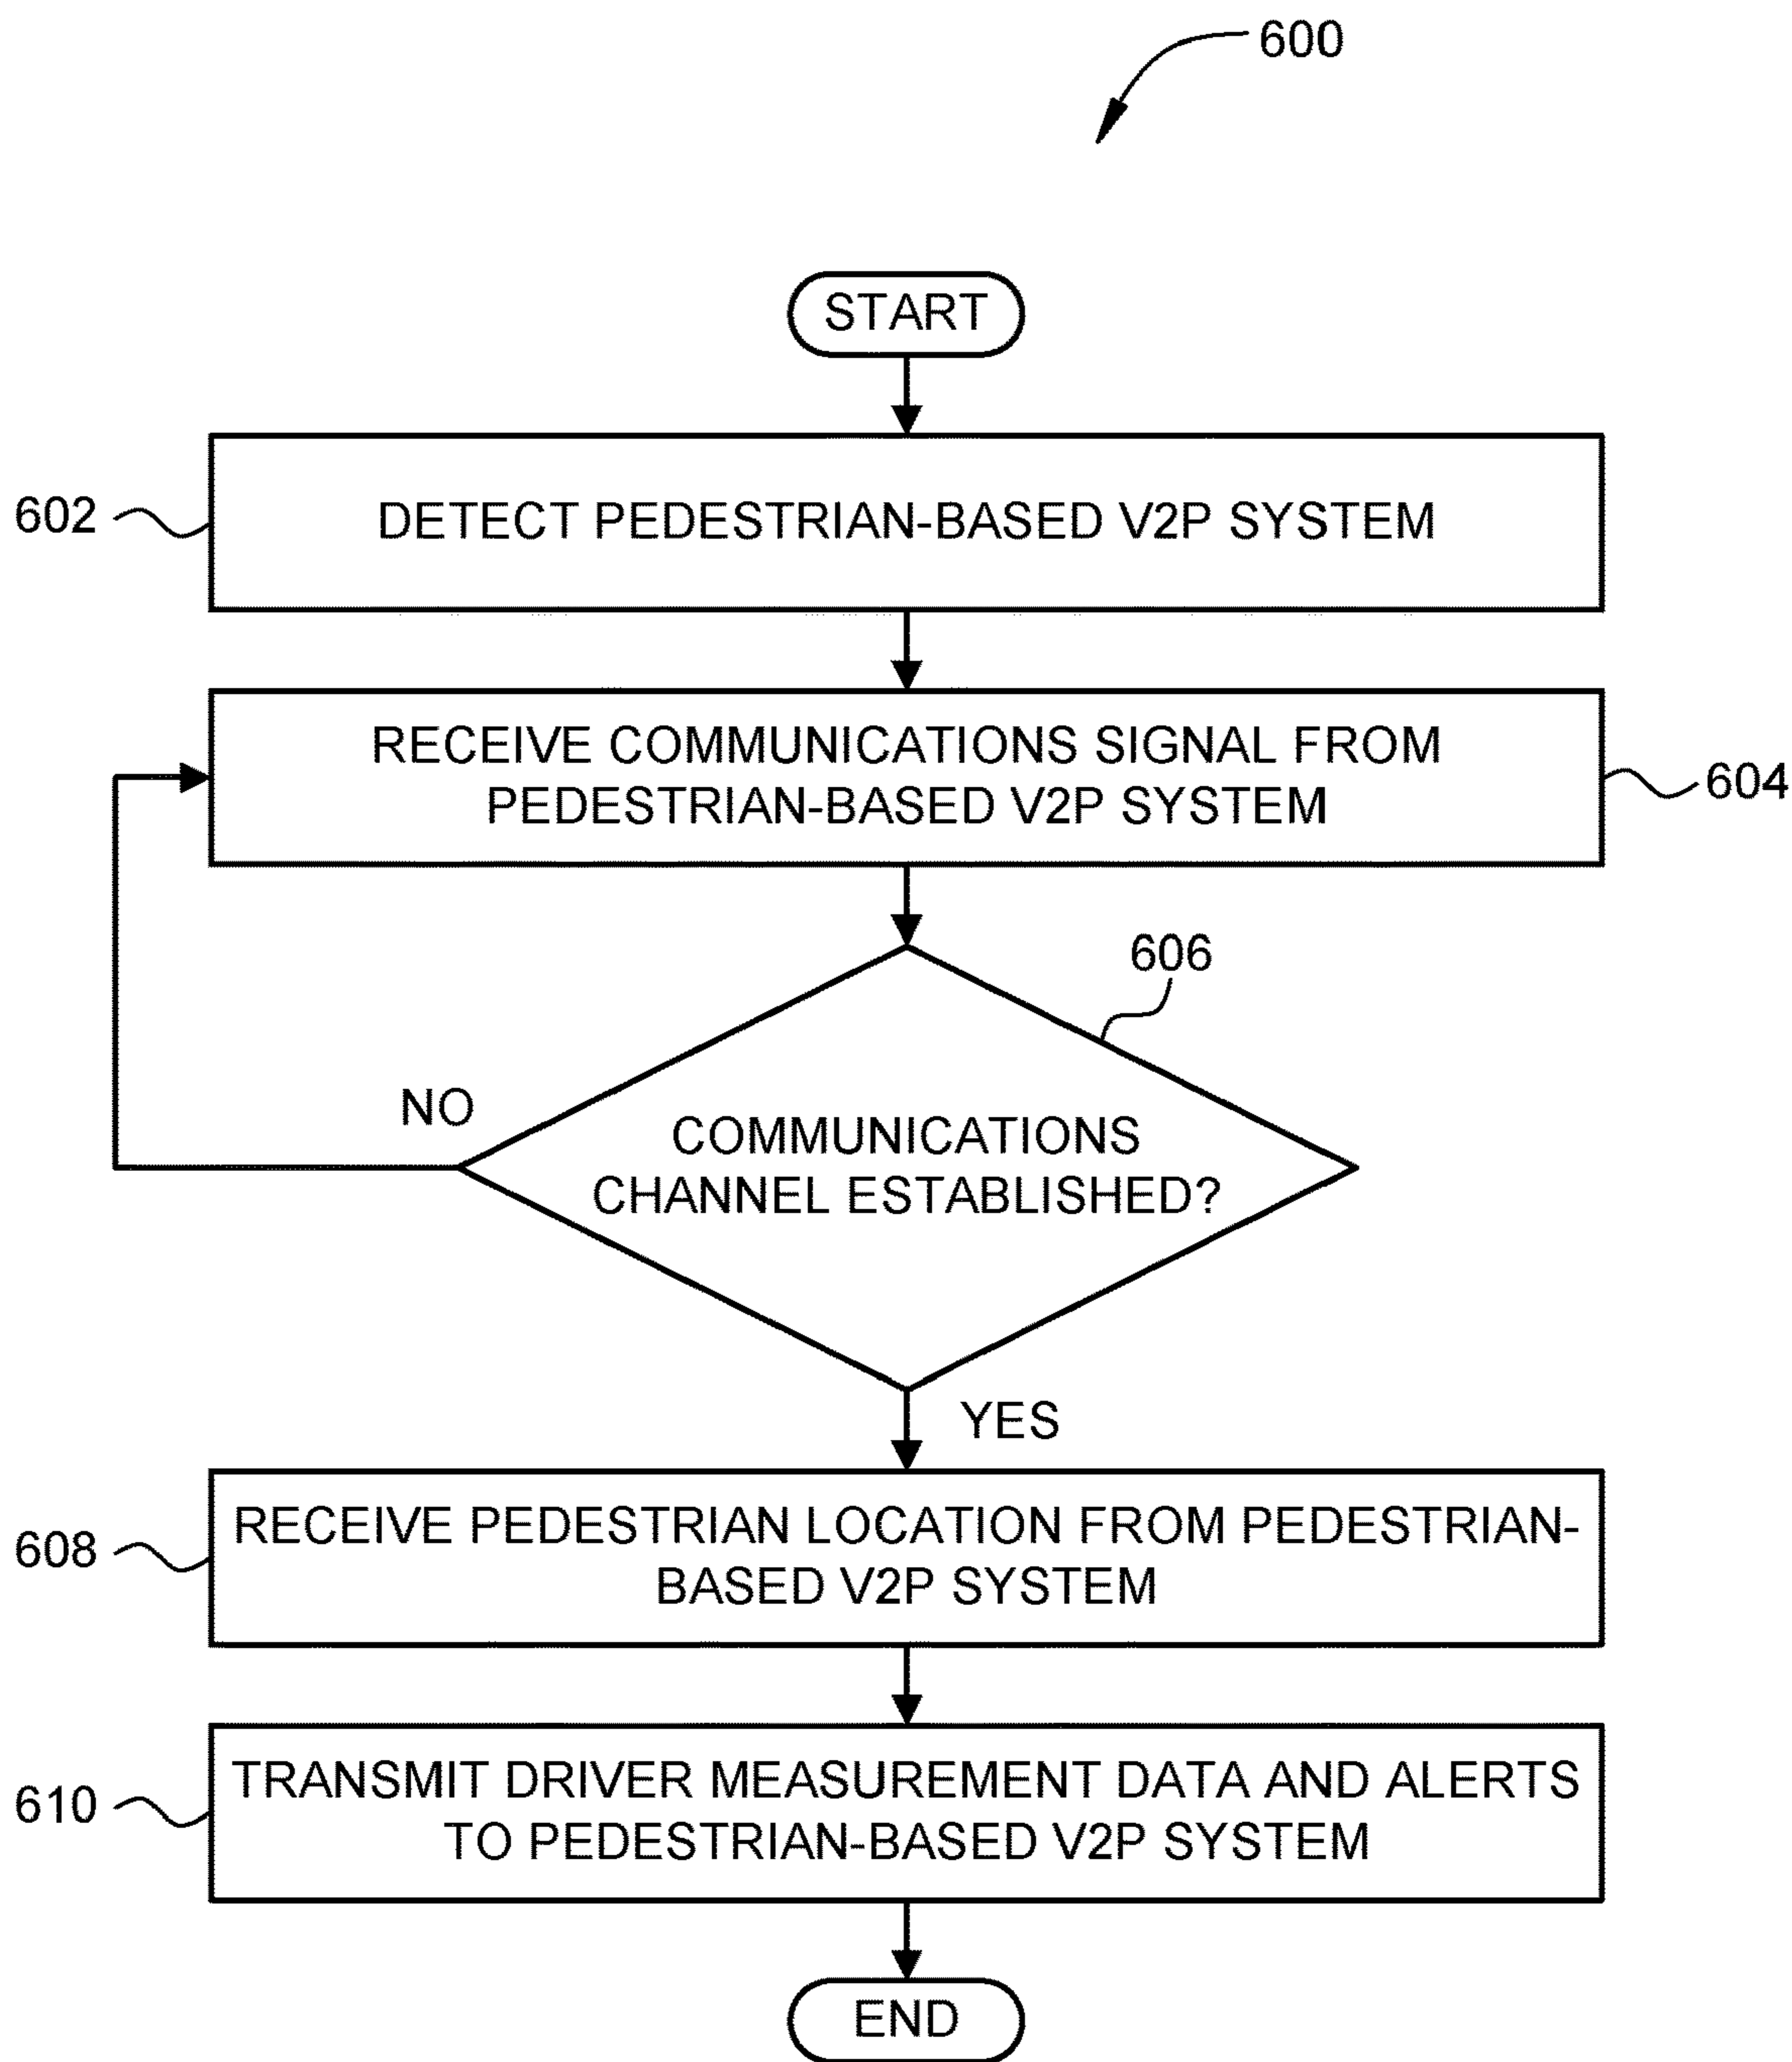 600
START
602
DETECT PEDESTRIAN-BASED V2P SYSTEM
RECEIVE COMMUNICATIONS SIGNAL FROM
PEDESTRIAN-BASED V2P SYSTEM
604
606
NO
COMMUNICATIONS
CHANNEL ESTABLISHED?
YES
608
RECEIVE PEDESTRIAN LOCATION FROM PEDESTRIAN-
BASED V2P SYSTEM
610
TRANSMIT DRIVER MEASUREMENT DATA AND ALERTS
TO PEDESTRIAN-BASED V2P SYSTEM
END